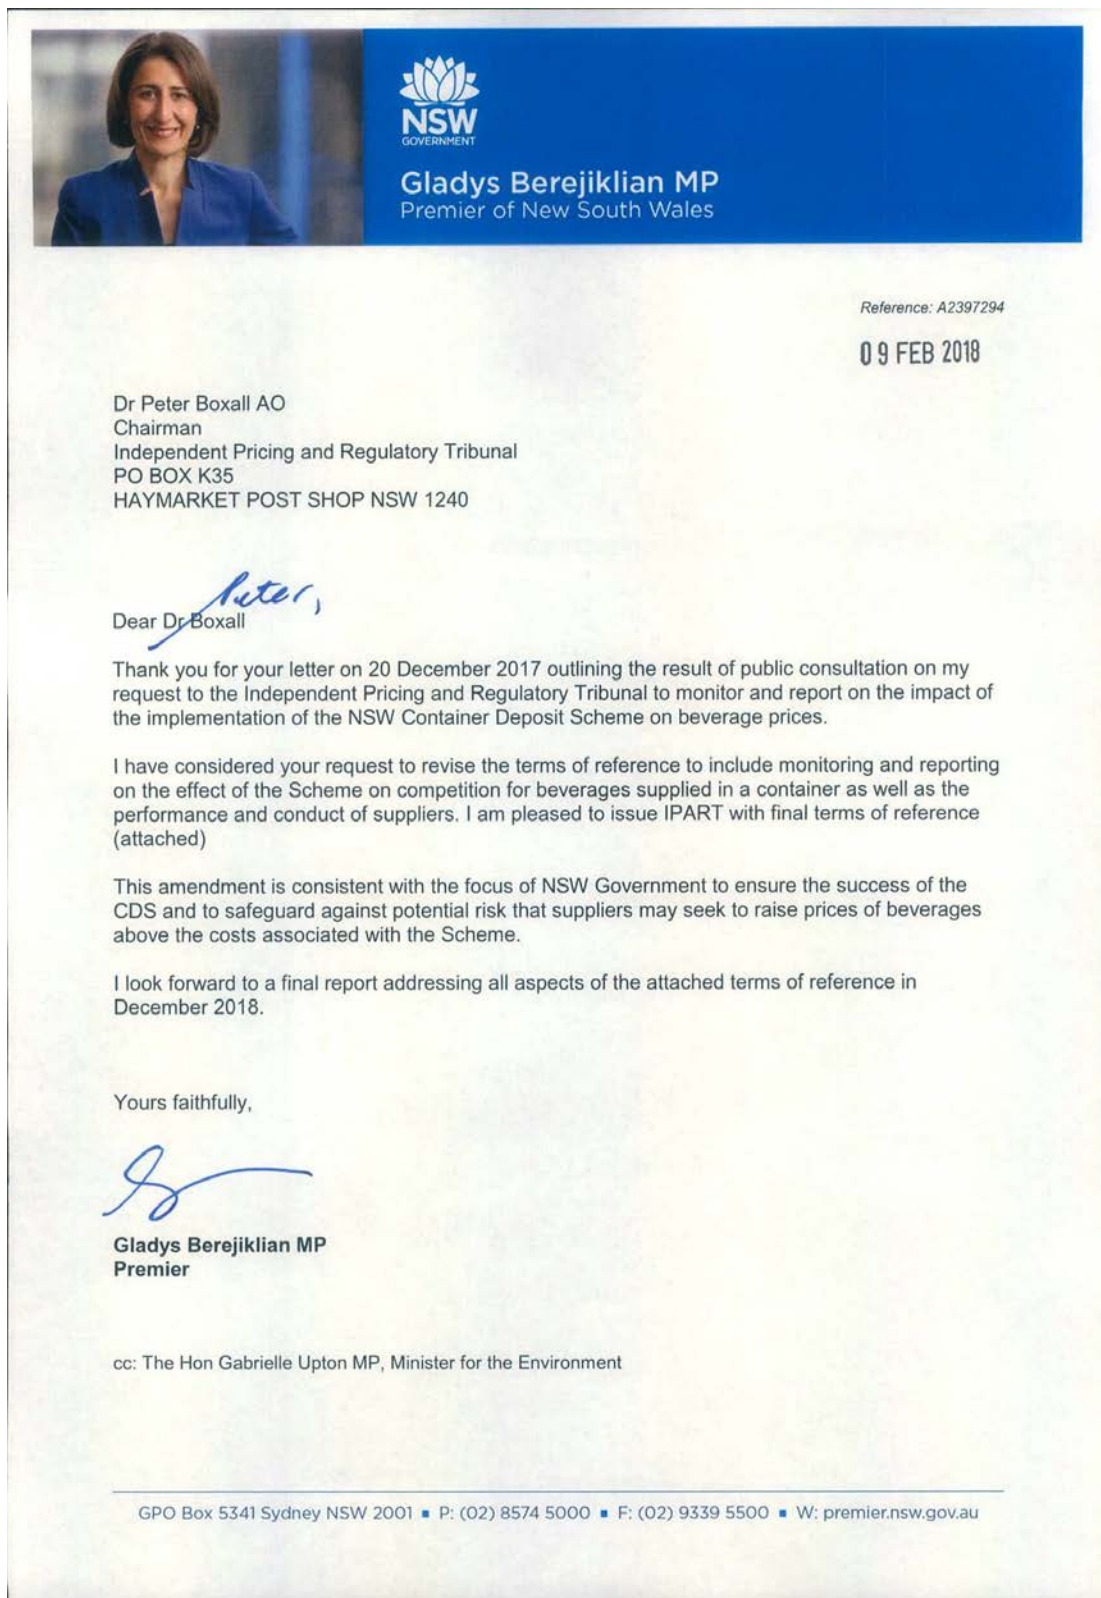 NSW
GOVERNMENT
Gladys Berejiklian MP
Premier of New South Wales
Reference: A2397294
09 FEB 2018
Dr Peter Boxall AO
Chairman
Independent Pricing and Regulatory Tribunal
PO BOX K35
HAYMARKET POST SHOP NSW 1240
Peter,
Dear Dr Boxall
Thank you for your letter on 20 December 2017 outlining the result of public consultation on my
request to the Independent Pricing and Regulatory Tribunal to monitor and report on the impact of
the implementation of the NSW Container Deposit Scheme on beverage prices.
I have considered your request to revise the terms of reference to include monitoring and reporting
on the effect of the Scheme on competition for beverages supplied in a container as well as the
performance and conduct of suppliers. I am pleased to issue IPART with final terms of reference
(attached)
This amendment is consistent with the focus of NSW Government to ensure the success of the
CDS and to safeguard against potential risk that suppliers may seek to raise prices of beverages
above the costs associated with the Scheme.
I look forward to a final report addressing all aspects of the attached terms of reference in
December 2018.
Yours faithfully,
Gladys Berejiklian MP
Premier
cc: The Hon Gabrielle Upton MP, Minister for the Environment
GPO Box 5341 Sydney NSW 2001 ▪ P: (02) 8574 5000 ▪ F: (02) 9339 5500 ▪ W: premier.nsw.gov.au